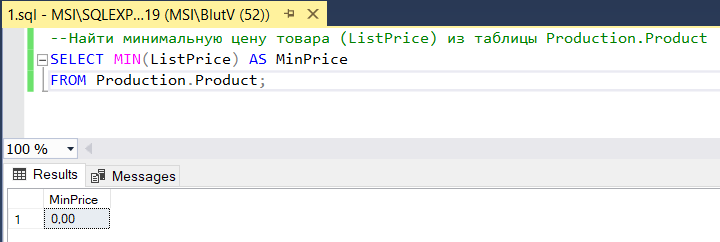 1.sql - MSI\SQLEXP...19 (MSI\BlutV (52))
--Найти минимальную цену товара (ListPrice) из таблицы Production.Product
SELECT MIN(ListPrice) AS MinPrice
FROM Production.Product;
100 %
Results Messages
MinPrice
1 0,00